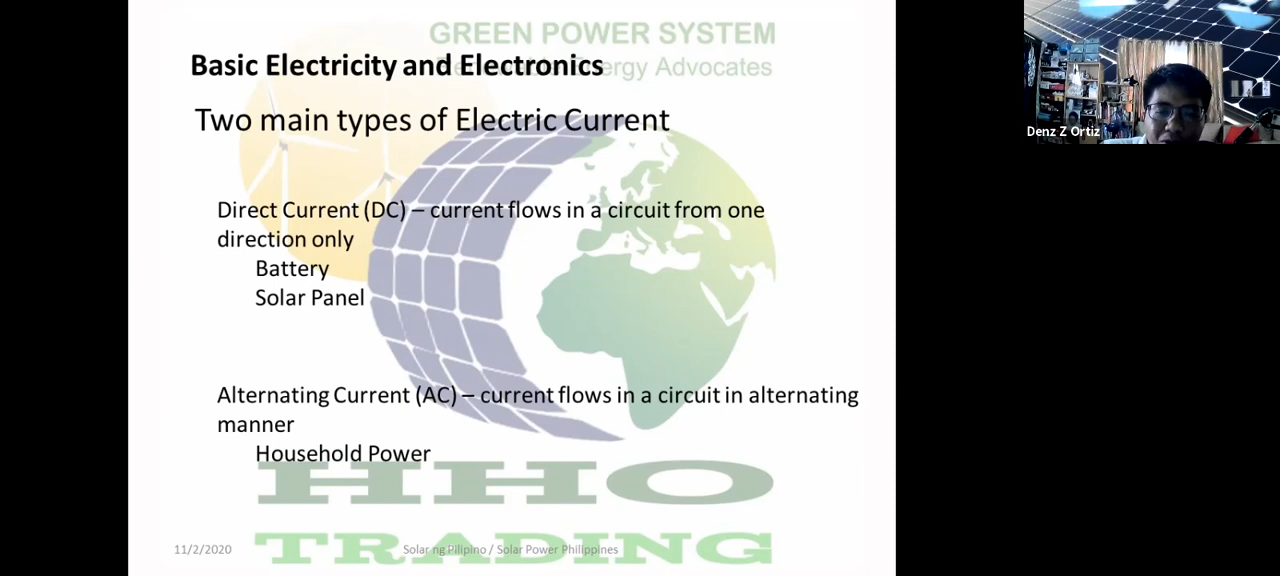 GREEN POWER SYSTEM
Basic Electricity and Electronics
Energy Advocates
Two main types of Electric Current
Direct Current (DC) – current flows in a circuit from one
direction only
Battery
Solar Panel
Alternating Current (AC) – current flows in a circuit in alternating
manner
Household Power
HHO
TRADING
11/2/2020
Solar ng Pilipino / Solar Power Philippines
Denz Z Ortiz